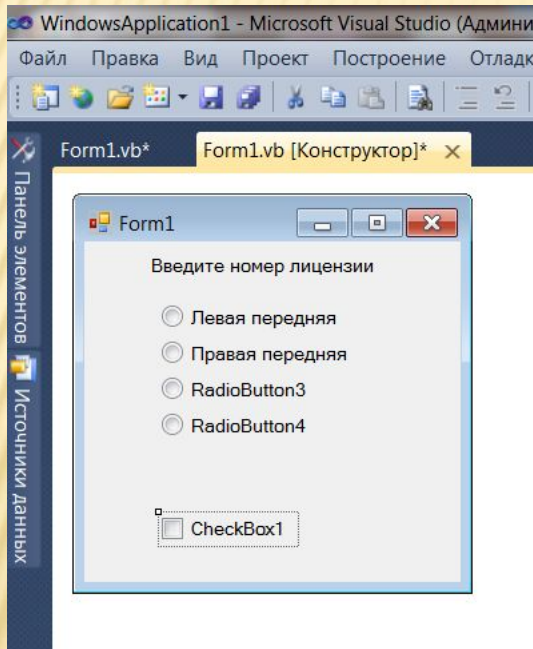 WindowsApplication1 - Microsoft Visual Studio (Админи
Файл Правка Вид Проект Построение Отладк
Панель элементов
Источники данных
Form1.vb*
Form1.vb [Конструктор]*
Form1
Введите номер лицензии
Левая передняя
Правая передняя
RadioButton3
RadioButton4
CheckBox1